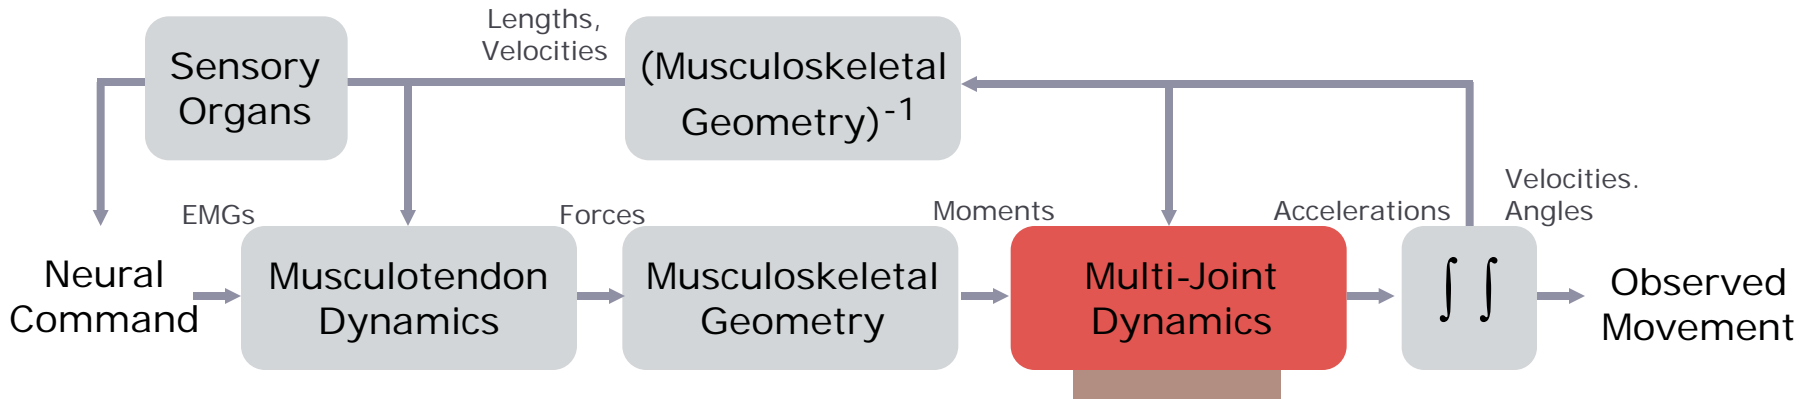 Lengths,
Velocities
Sensory
Organs
(Musculoskeletal
Geometry)⁻¹
Velocities.
Angles
EMGs
Forces
Moments
Accelerations
Neural
Command
Musculotendon
Dynamics
Musculoskeletal
Geometry
Multi-Joint
Dynamics
∫ ∫
Observed
Movement